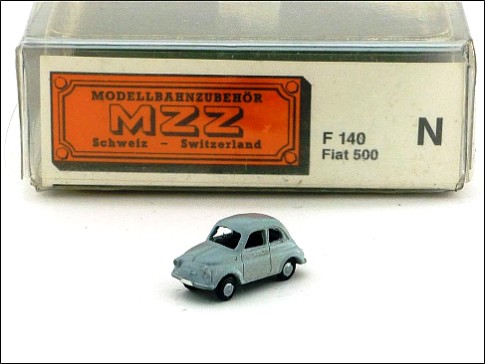 MODELLBAHNZUBEHÖR
MZZ
Schweiz - Switzerland
F 140
Fiat 500
N